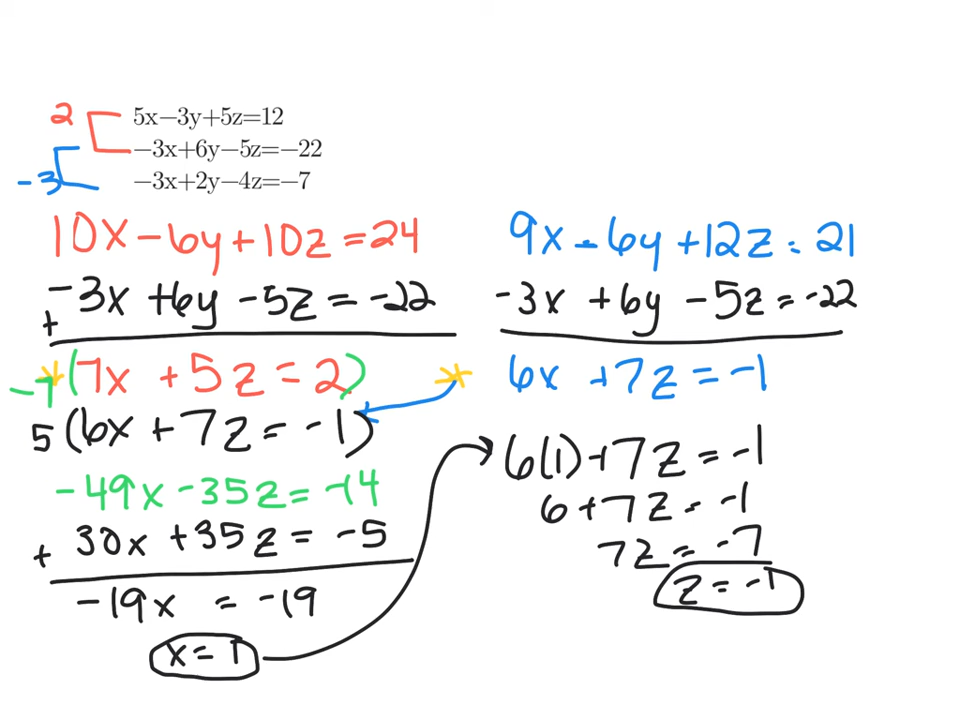 2
5x−3y+5z=12
−3x+6y−5z=−22
-3
−3x+2y−4z=−7
10x - 6y + 10z = 24
-3x + 6y - 5z = -22
+
-7 * (7x + 5z = 2)
5 (6x + 7z = -1)
-49x - 35z = -14
+ 30x + 35z = -5
-19x = -19
x = 1
9x - 6y + 12z = 21
-3x + 6y - 5z = -22
* 6x + 7z = -1
6(1) + 7z = -1
6 + 7z = -1
7z = -7
z = -1